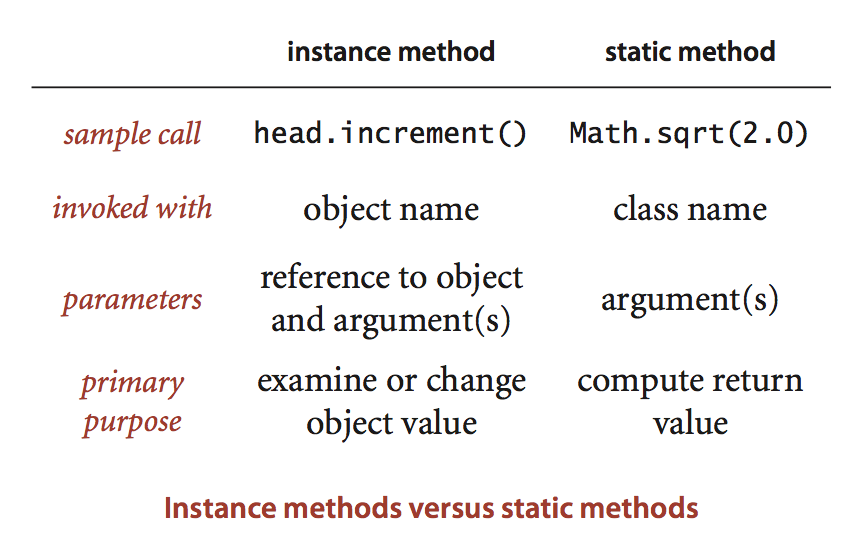 instance method static method
sample call head.increment() Math.sqrt(2.0)
invoked with object name class name
parameters reference to object and argument(s) argument(s)
primary purpose examine or change object value compute return value
Instance methods versus static methods